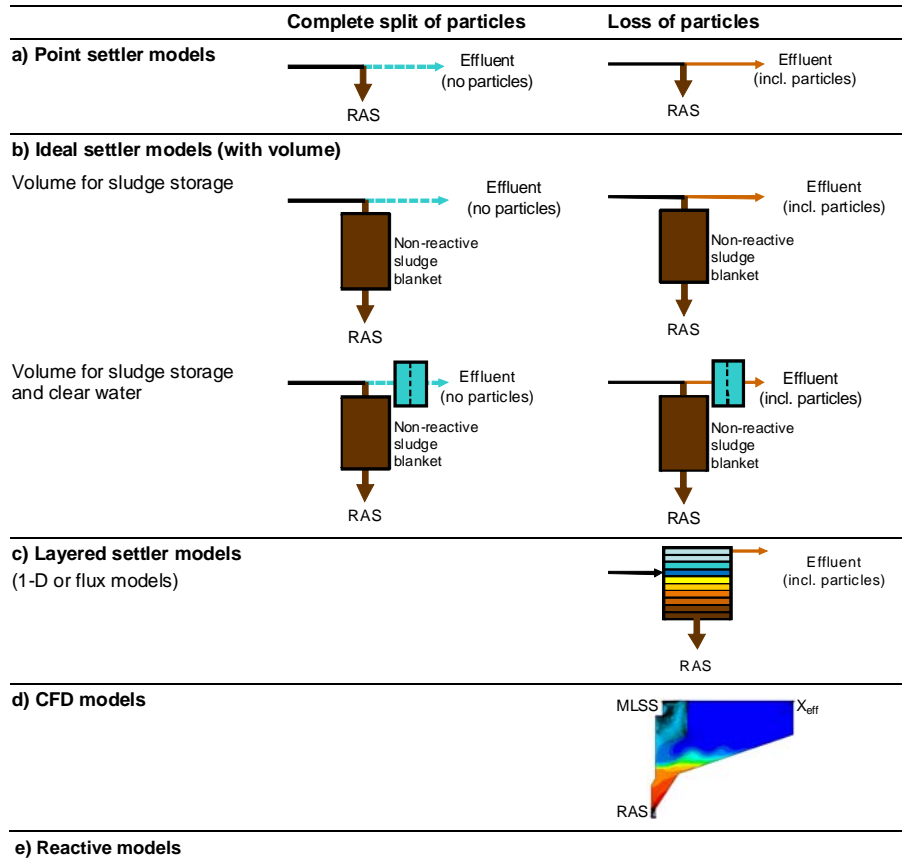 Complete split of particles Loss of particles
a) Point settler models
Effluent
(no particles)
RAS
Effluent
(incl. particles)
RAS
b) Ideal settler models (with volume)
Volume for sludge storage
Effluent
(no particles)
Non-reactive
sludge
blanket
RAS
Effluent
(incl. particles)
Non-reactive
sludge
blanket
RAS
Volume for sludge storage
and clear water
Effluent
(no particles)
Non-reactive
sludge
blanket
RAS
Effluent
(incl. particles)
Non-reactive
sludge
blanket
RAS
c) Layered settler models
(1-D or flux models)
Effluent
(incl. particles)
RAS
d) CFD models
MLSS
Xeff
RAS
e) Reactive models